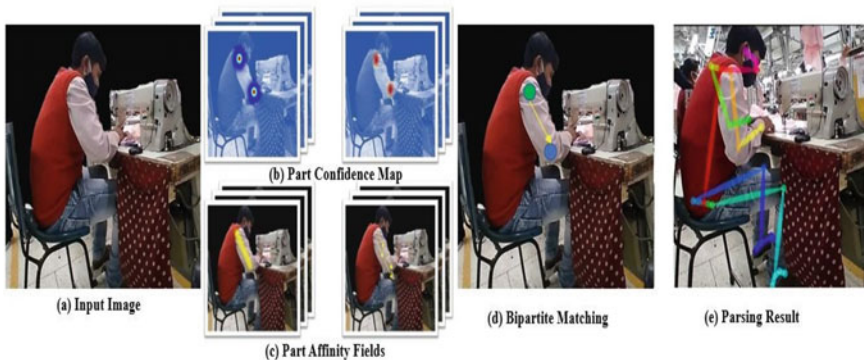 (a) Input Image
(b) Part Confidence Map
(c) Part Affinity Fields
(d) Bipartite Matching
(e) Parsing Result